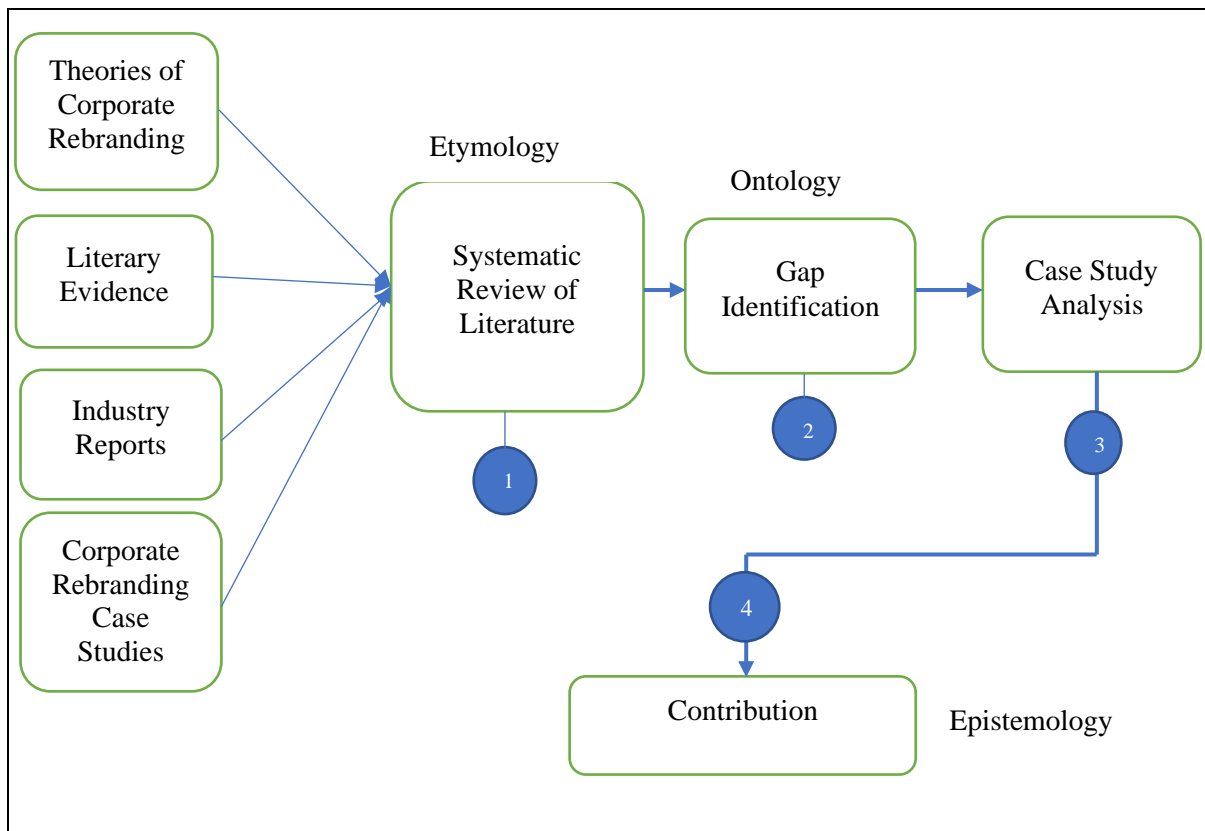 Theories of
Corporate
Rebranding
Literary
Evidence
Industry
Reports
Corporate
Rebranding
Case
Studies
Etymology
Systematic
Review of
Literature
1
Ontology
Gap
Identification
2
Case Study
Analysis
3
4
Contribution
Epistemology